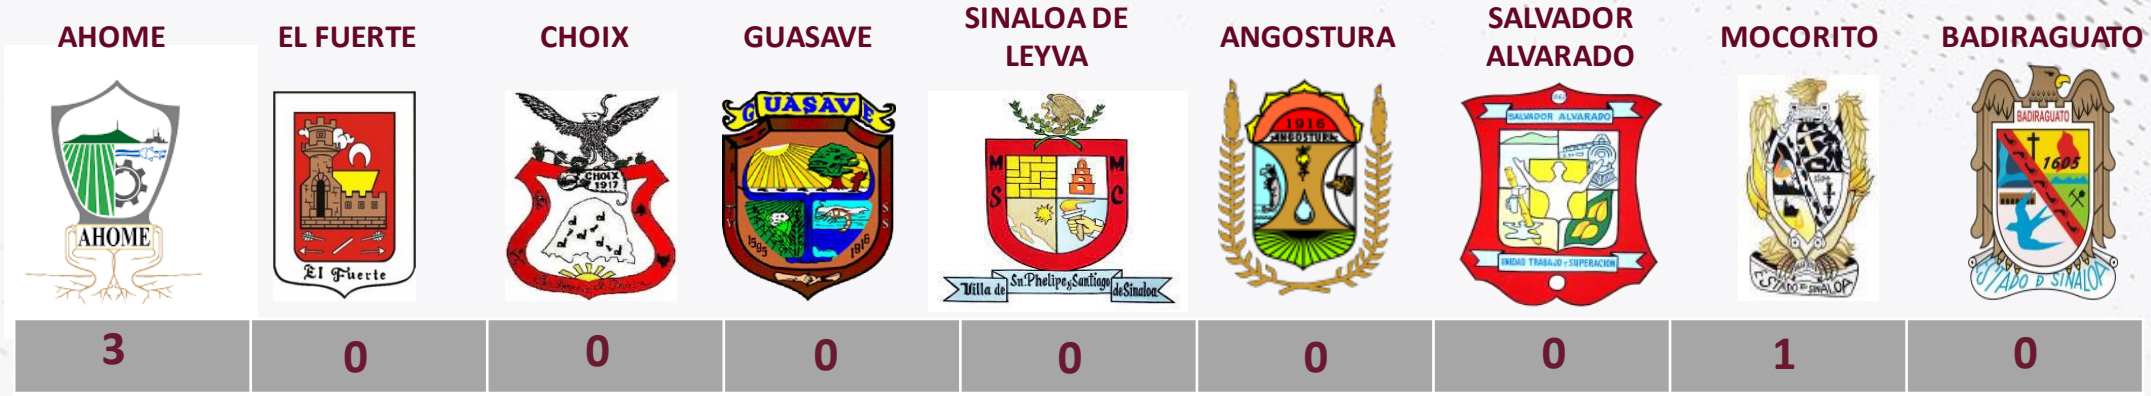 AHOME
EL FUERTE
CHOIX
GUASAVE
SINALOA DE
LEYVA
ANGOSTURA
SALVADOR
ALVARADO
MOCORITO
BADIRAGUATO
AHOME
El Fuerte
CHOIX
1917
GUASAVE
1595
1916
M M
S C
Villa de Sn. Phelipe y Santiago de Sinaloa
1916
ANGOSTURA
SALVADOR ALVARADO
UNIDAD TRABAJO Y SUPERACION
ESTADO DE SINALOA
BADIRAGUATO
1605
ESTADO D SINALOA
3
0
0
0
0
0
0
1
0